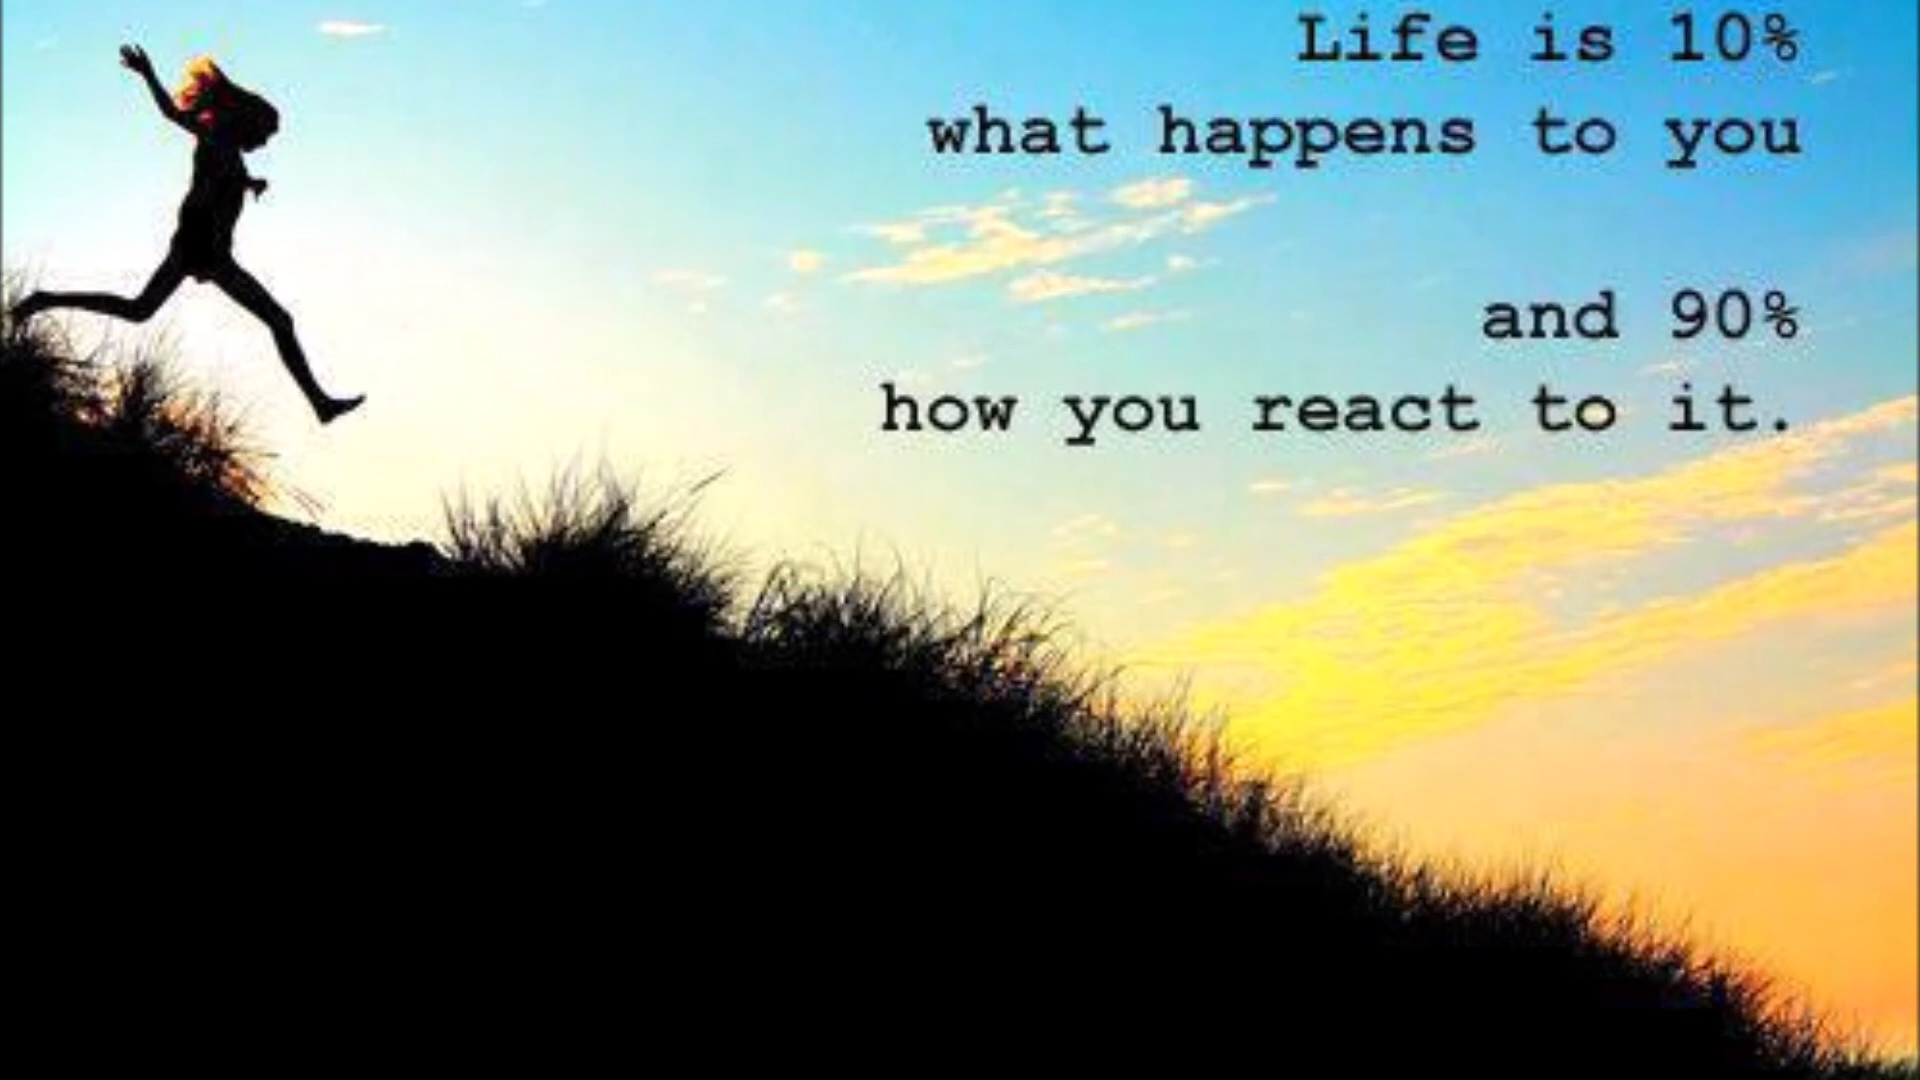 Life is 10%
what happens to you
and 90%
how you react to it.